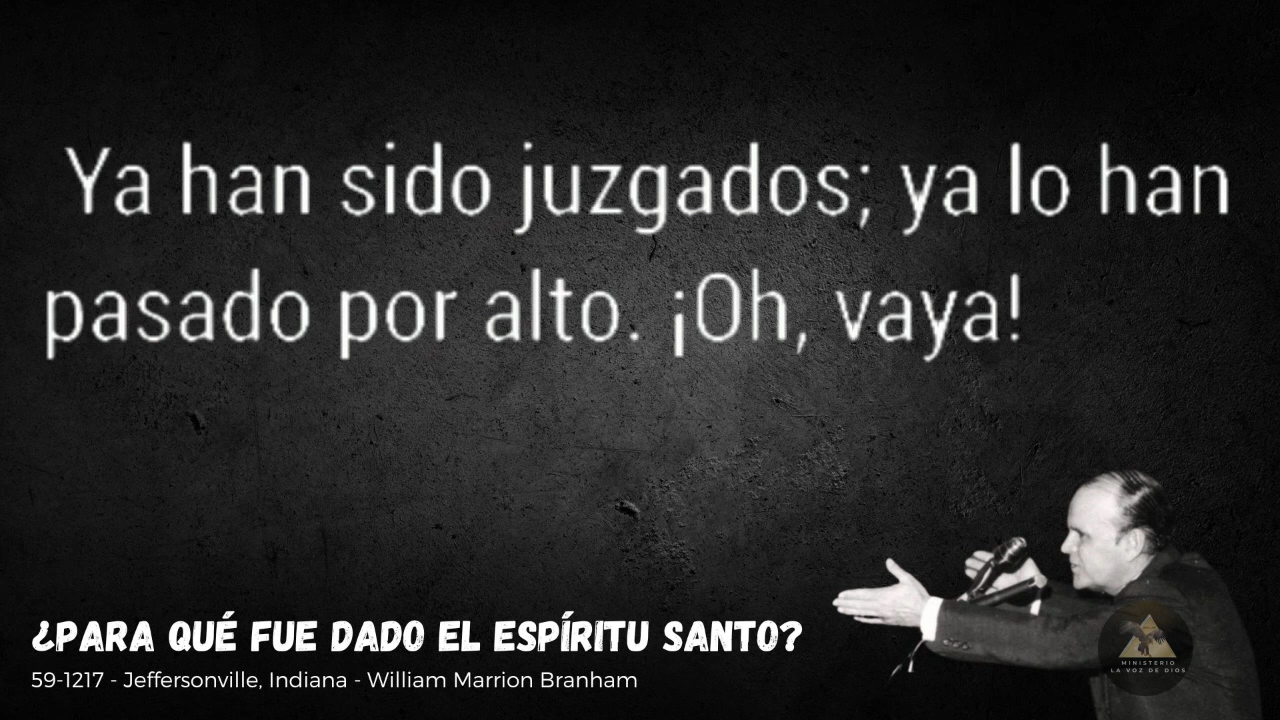 Ya han sido juzgados; ya lo han
pasado por alto. ¡Oh, vaya!
¿PARA QUÉ FUE DADO EL ESPÍRITU SANTO?
59-1217 - Jeffersonville, Indiana - William Marrion Branham
MINISTERIO
LA VOZ DE DIOS